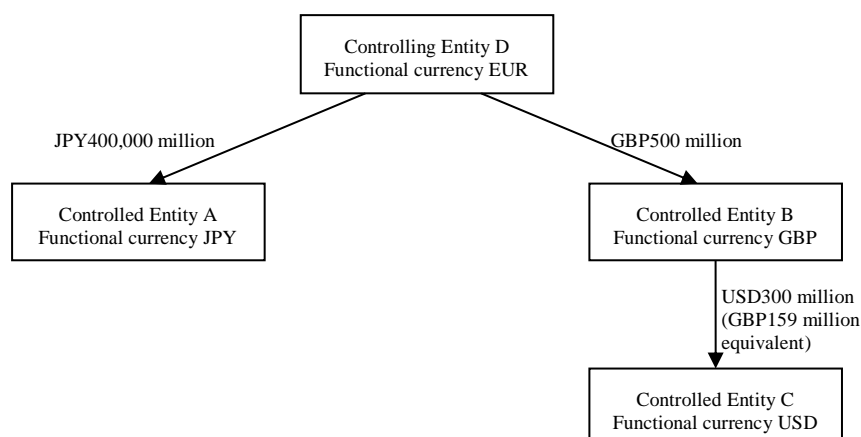 Controlling Entity D
Functional currency EUR
JPY400,000 million
GBP500 million
Controlled Entity A
Functional currency JPY
Controlled Entity B
Functional currency GBP
USD300 million
(GBP159 million
equivalent)
Controlled Entity C
Functional currency USD